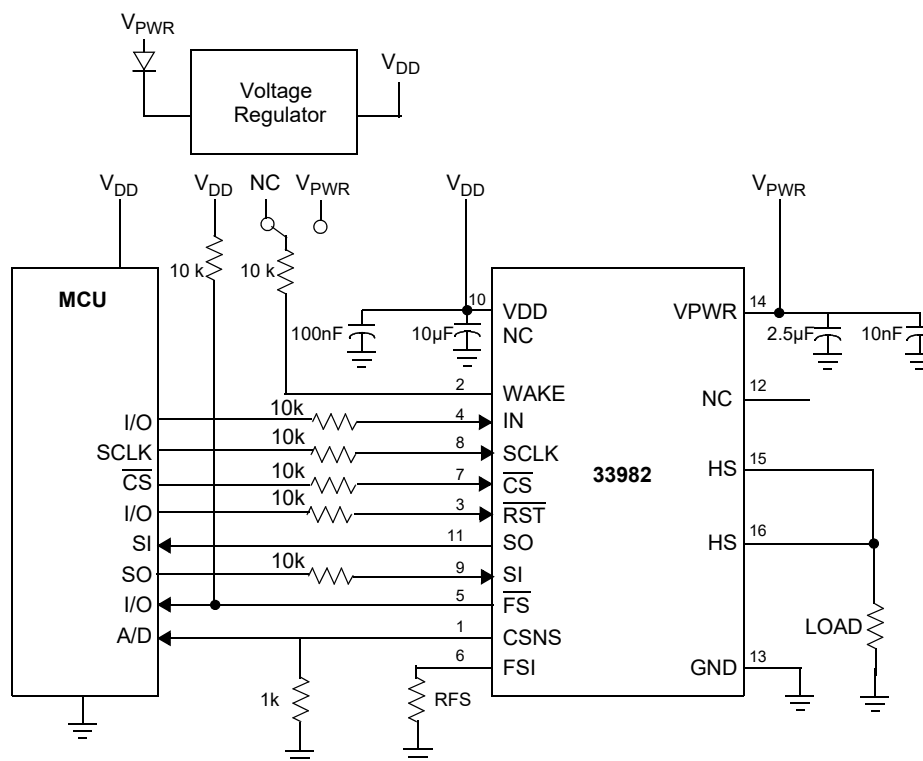 VPWR
Voltage
Regulator
VDD
VDD
VDD
NC
VPWR
VDD
VPWR
10 k
10 k
MCU
100nF
10µF
10
VDD
NC
VPWR
14
2.5µF
10nF
2
WAKE
NC
12
I/O
10k
4
IN
SCLK
10k
8
SCLK
33982
HS
15
CS
10k
7
CS
I/O
10k
3
RST
SI
11
SO
HS
16
SO
10k
9
SI
I/O
5
FS
A/D
1
CSNS
LOAD
6
FSI
GND
13
1k
RFS